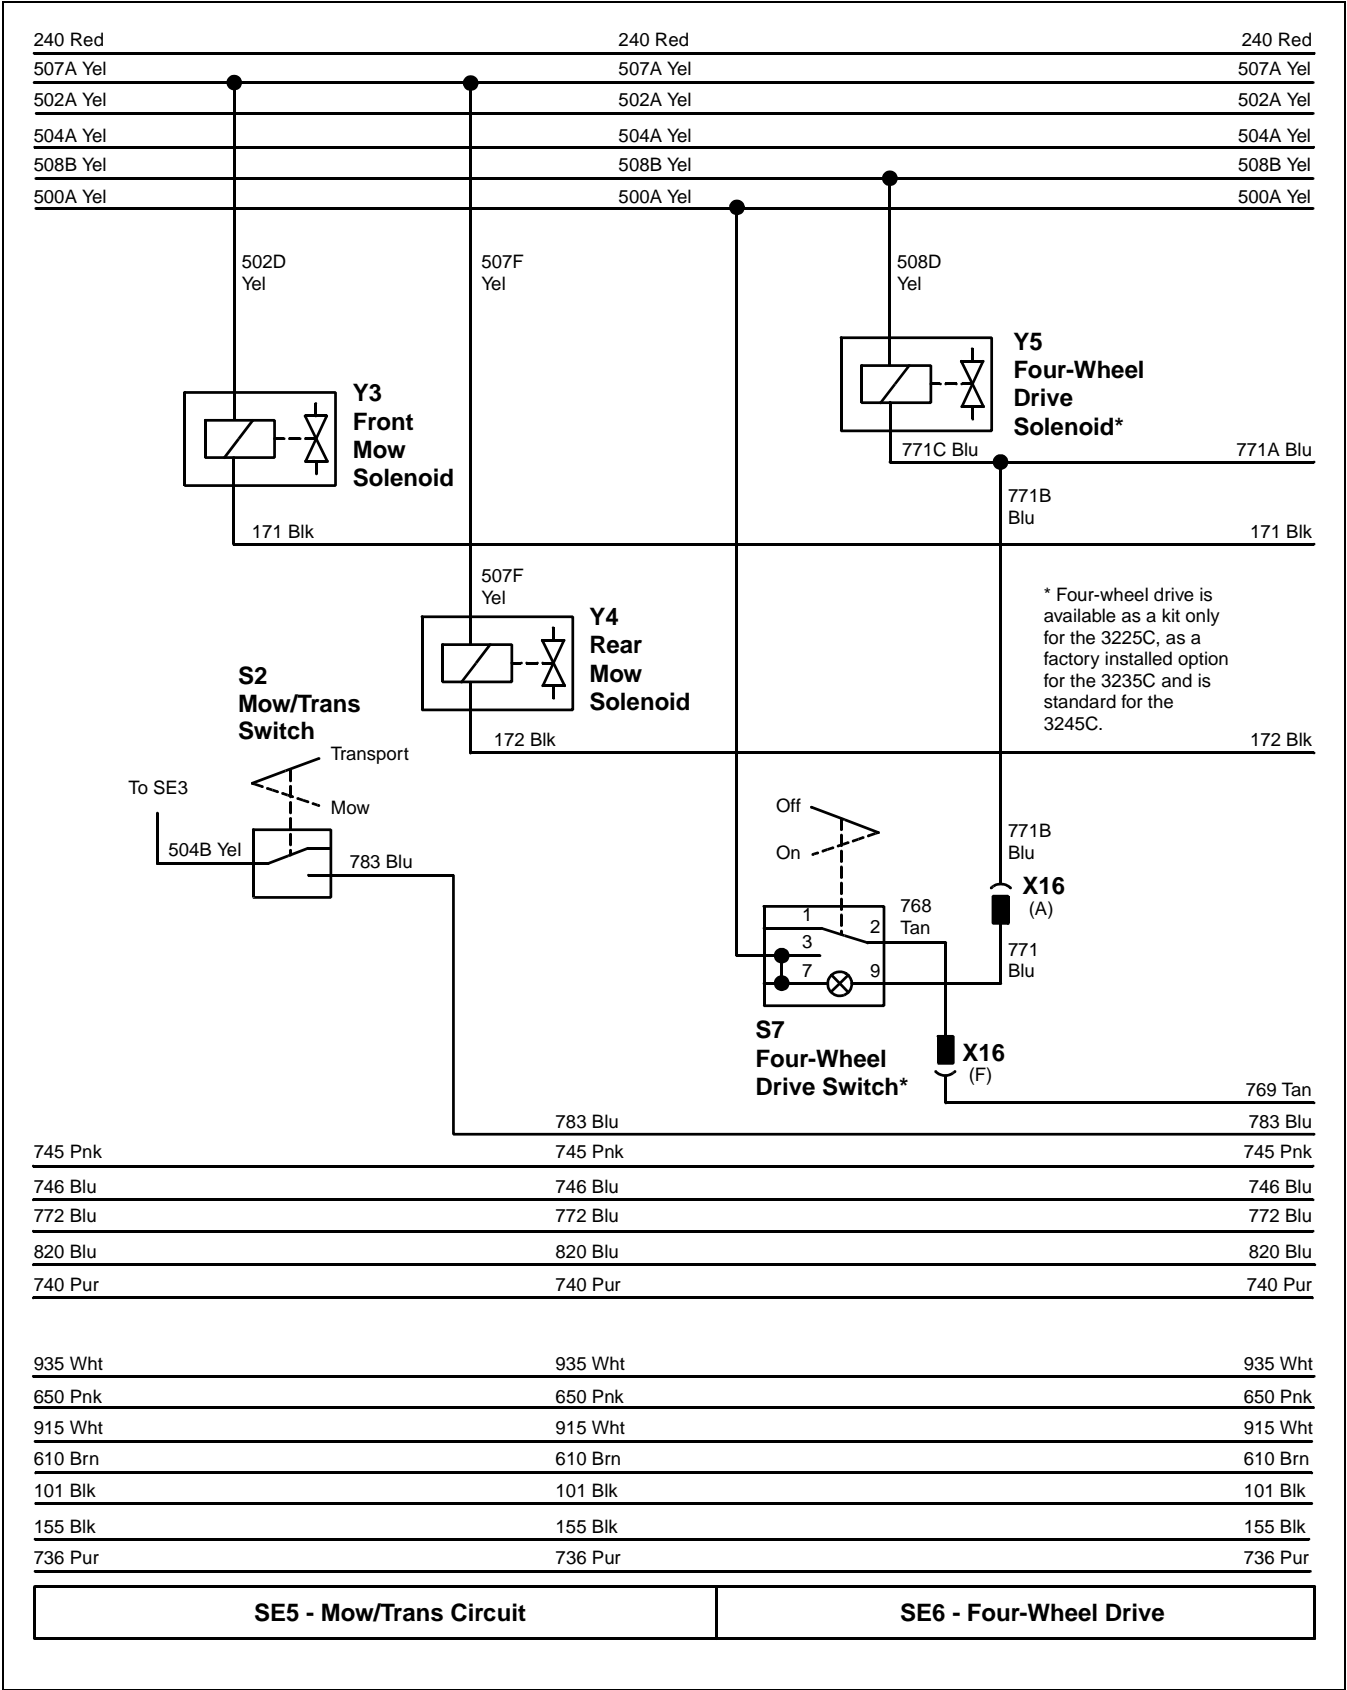 240 Red 240 Red 240 Red
507A Yel 507A Yel 507A Yel
502A Yel 502A Yel 502A Yel
504A Yel 504A Yel 504A Yel
508B Yel 508B Yel 508B Yel
500A Yel 500A Yel 500A Yel
502D
Yel
507F
Yel
508D
Yel
Y5
Four-Wheel
Drive
Solenoid*
Y3
Front
Mow
Solenoid
771C Blu 771A Blu
771B
Blu
171 Blk 171 Blk
507F
Yel
* Four-wheel drive is
available as a kit only
for the 3225C, as a
factory installed option
for the 3235C and is
standard for the
3245C.
Y4
Rear
Mow
Solenoid
S2
Mow/Trans
Switch
172 Blk 172 Blk
Transport
Mow
To SE3
504B Yel
783 Blu
Off
On
771B
Blu
X16
(A)
768
Tan
1
2
3
7
9
771
Blu
S7
Four-Wheel
Drive Switch*
X16
(F)
769 Tan
783 Blu 783 Blu
745 Pnk 745 Pnk 745 Pnk
746 Blu 746 Blu 746 Blu
772 Blu 772 Blu 772 Blu
820 Blu 820 Blu 820 Blu
740 Pur 740 Pur 740 Pur
935 Wht 935 Wht 935 Wht
650 Pnk 650 Pnk 650 Pnk
915 Wht 915 Wht 915 Wht
610 Brn 610 Brn 610 Brn
101 Blk 101 Blk 101 Blk
155 Blk 155 Blk 155 Blk
736 Pur 736 Pur 736 Pur
SE5 - Mow/Trans Circuit SE6 - Four-Wheel Drive